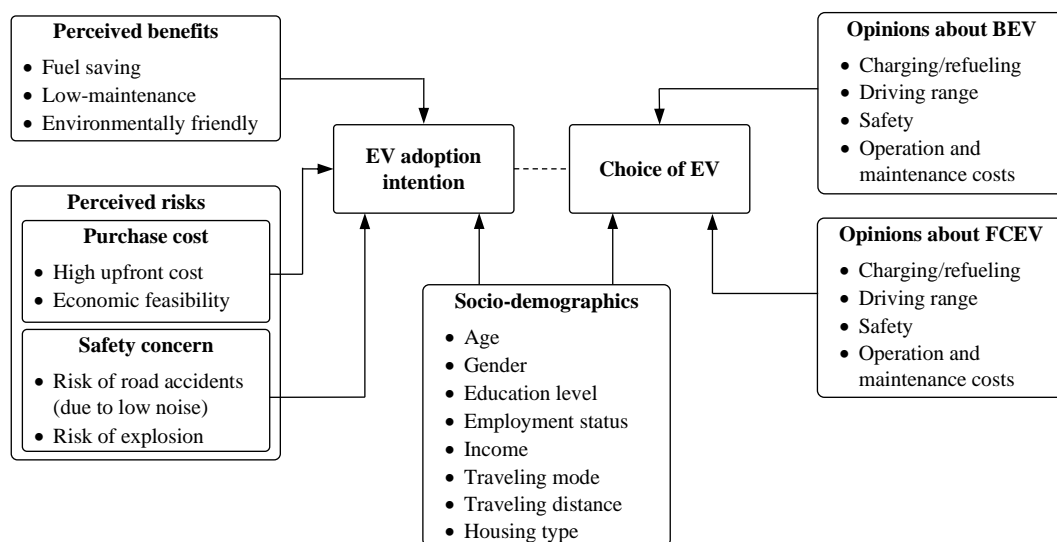 Perceived benefits
• Fuel saving
• Low-maintenance
• Environmentally friendly
Perceived risks
Purchase cost
• High upfront cost
• Economic feasibility
Safety concern
• Risk of road accidents
(due to low noise)
• Risk of explosion
EV adoption
intention
Choice of EV
Socio-demographics
• Age
• Gender
• Education level
• Employment status
• Income
• Traveling mode
• Traveling distance
• Housing type
Opinions about BEV
• Charging/refueling
• Driving range
• Safety
• Operation and
maintenance costs
Opinions about FCEV
• Charging/refueling
• Driving range
• Safety
• Operation and
maintenance costs